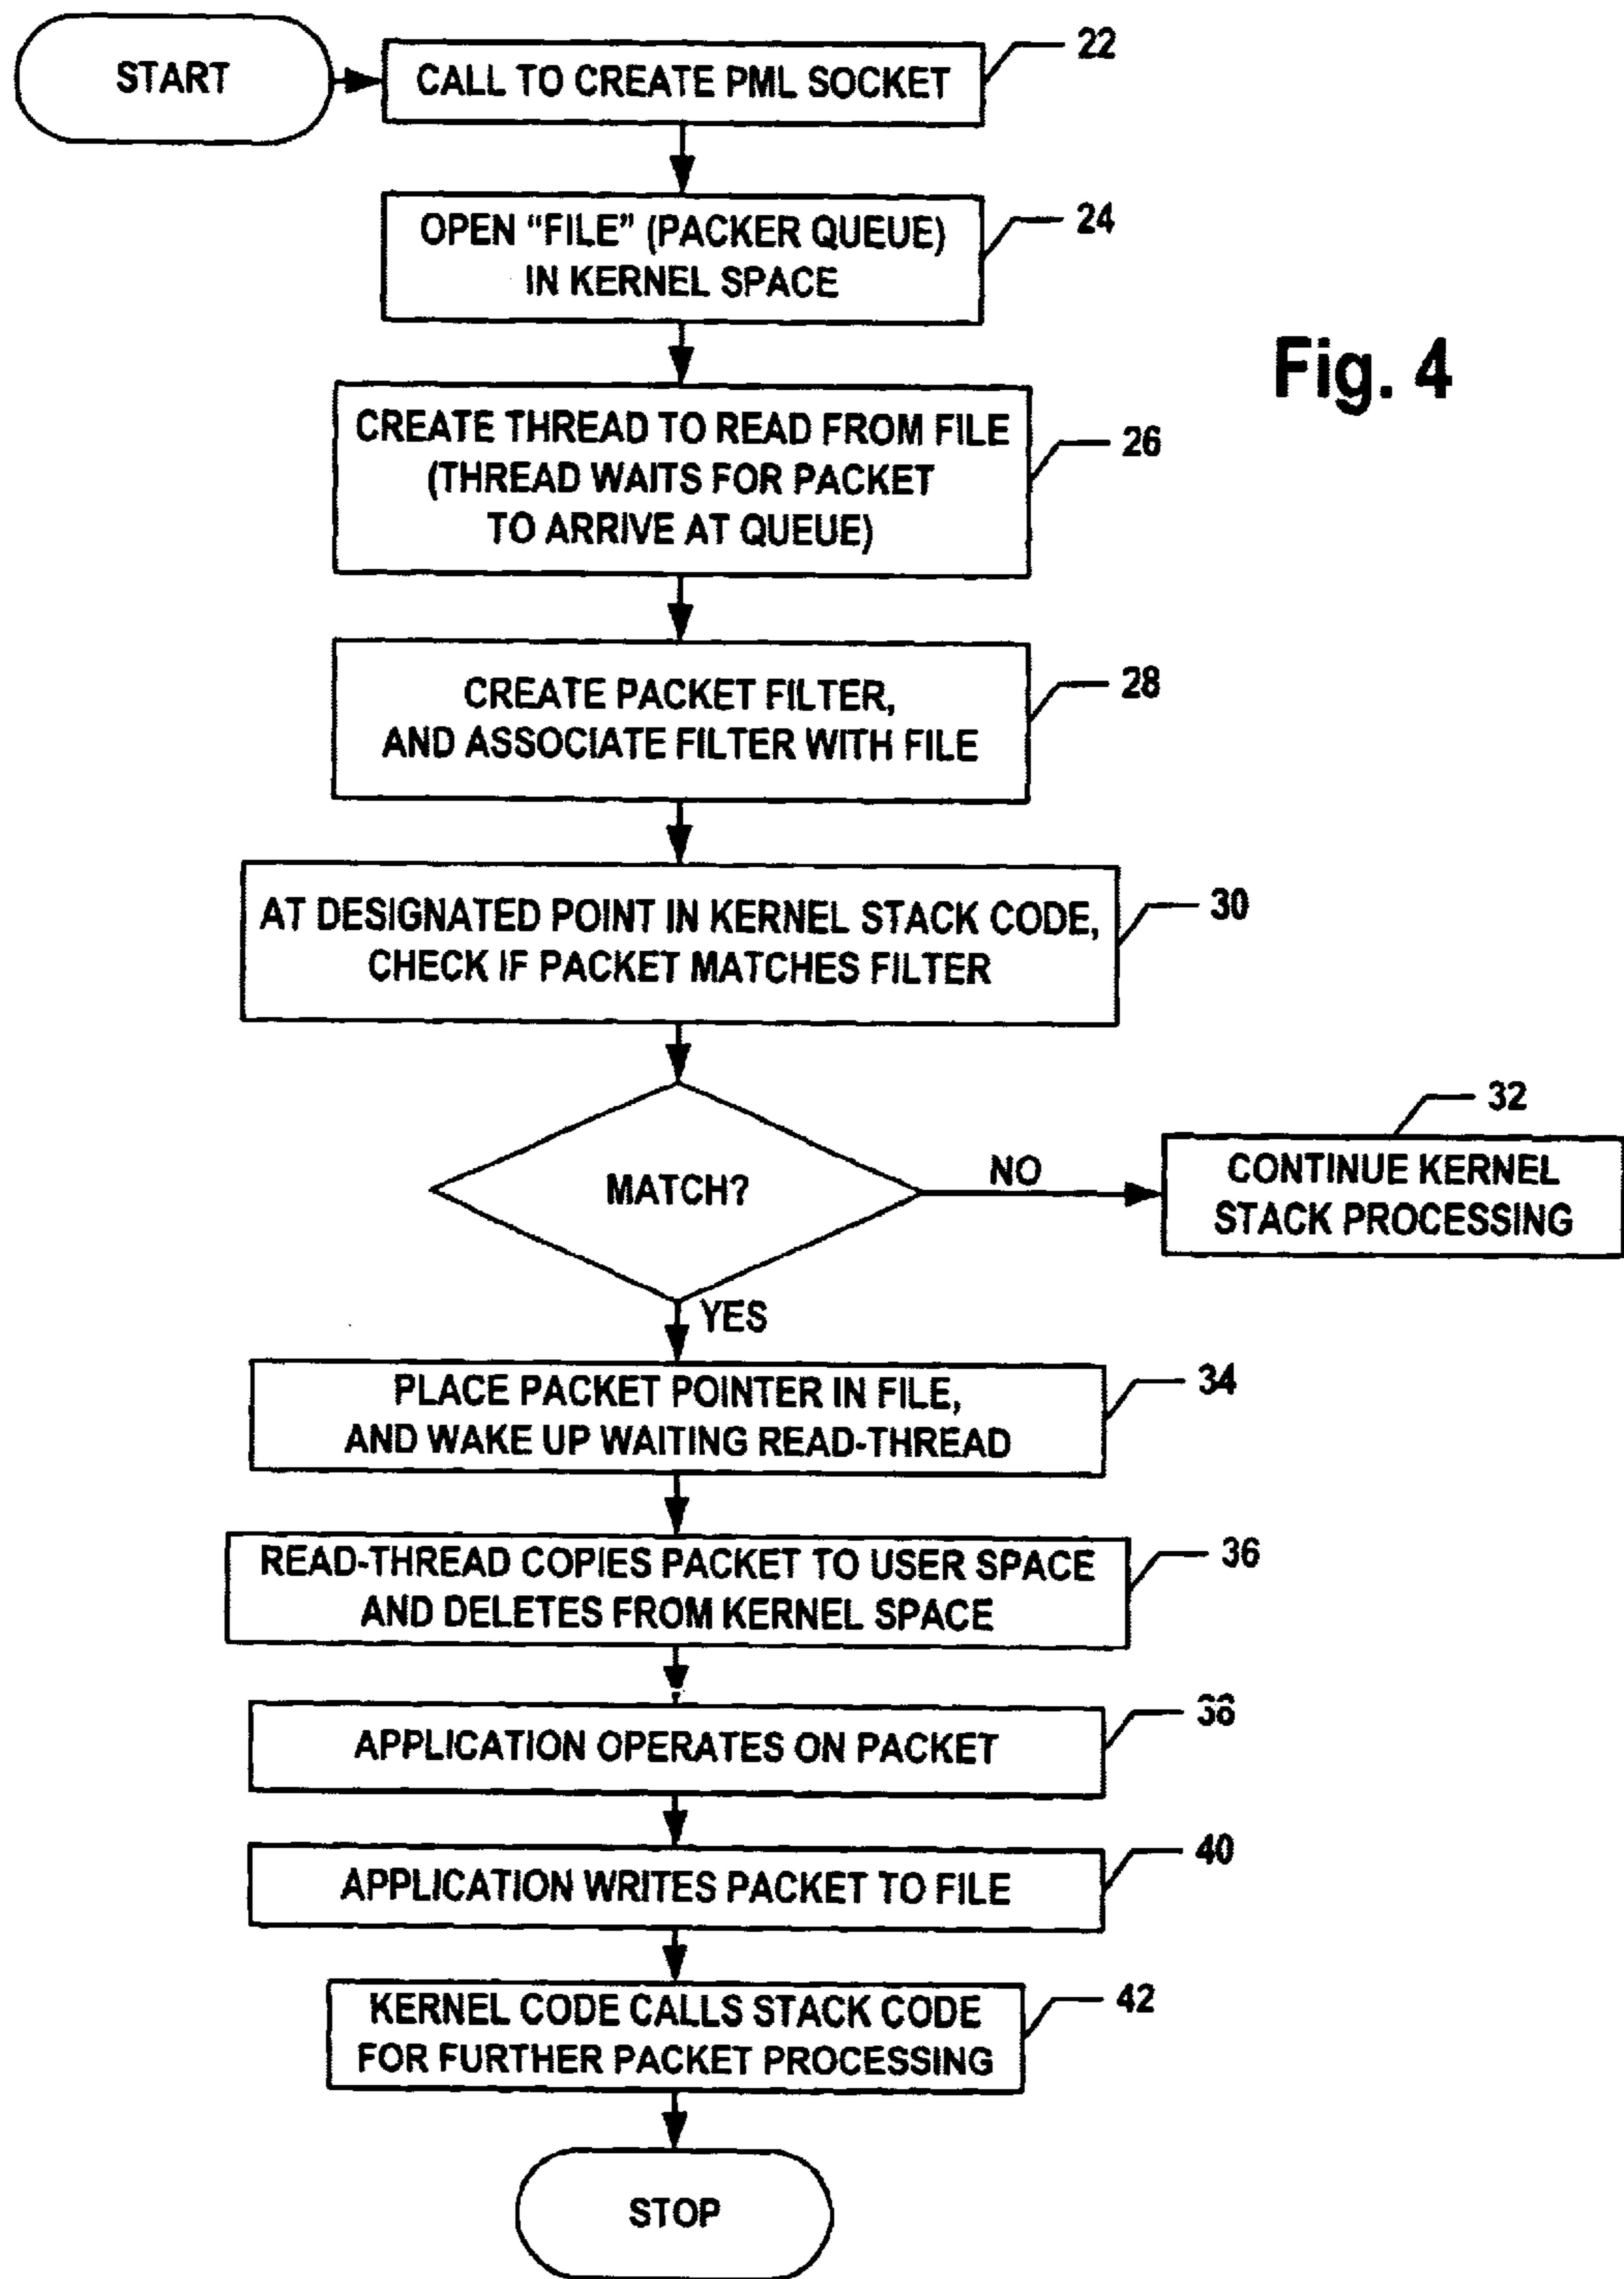 START
CALL TO CREATE PML SOCKET
22
OPEN “FILE” (PACKER QUEUE)
IN KERNEL SPACE
24
Fig. 4
CREATE THREAD TO READ FROM FILE
(THREAD WAITS FOR PACKET
TO ARRIVE AT QUEUE)
26
CREATE PACKET FILTER,
AND ASSOCIATE FILTER WITH FILE
28
AT DESIGNATED POINT IN KERNEL STACK CODE,
CHECK IF PACKET MATCHES FILTER
30
MATCH?
NO
32
CONTINUE KERNEL
STACK PROCESSING
YES
PLACE PACKET POINTER IN FILE,
AND WAKE UP WAITING READ-THREAD
34
READ-THREAD COPIES PACKET TO USER SPACE
AND DELETES FROM KERNEL SPACE
36
APPLICATION OPERATES ON PACKET
38
APPLICATION WRITES PACKET TO FILE
40
KERNEL CODE CALLS STACK CODE
FOR FURTHER PACKET PROCESSING
42
STOP